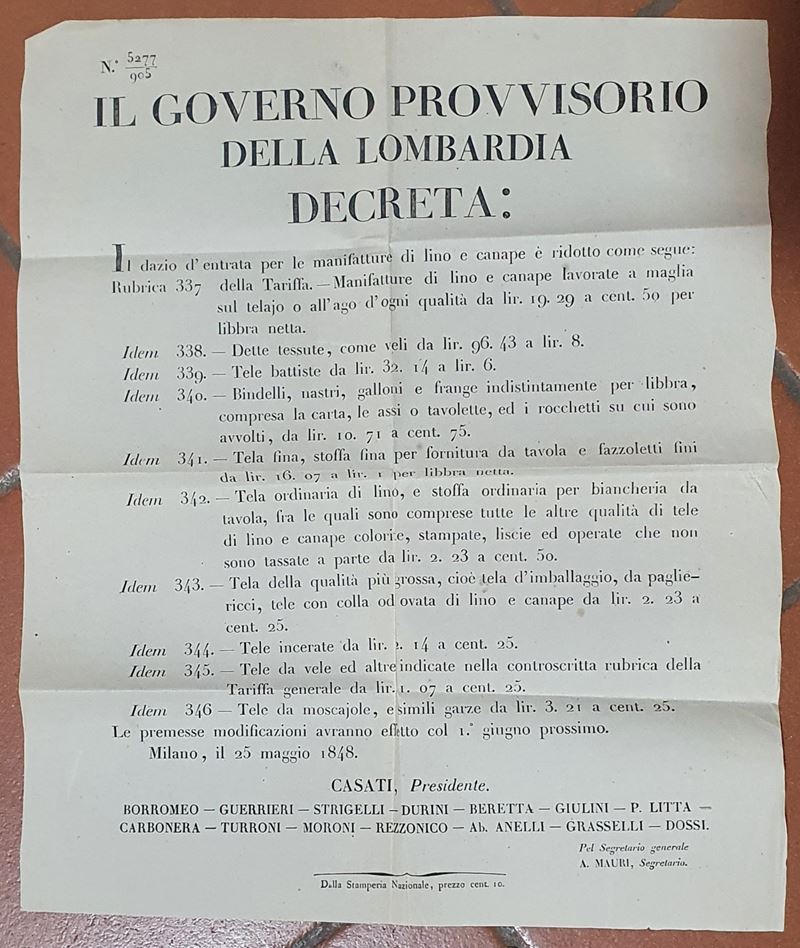 N.° 5277/905
IL GOVERNO PROVVISORIO
DELLA LOMBARDIA
DECRETA:
Il dazio d'entrata per le manifatture di lino e canape è ridotto come segue:
Rubrica 337 della Tariffa. — Manifatture di lino e canape lavorate a maglia
sul telajo o all'ago d'ogni qualità da lir. 19. 29 a cent. 50 per
libbra netta.
Idem 338. — Dette tessute, come veli da lir. 96. 43 a lir. 8.
Idem 339. — Tele battiste da lir. 32. 14 a lir. 6.
Idem 340. — Bindelli, nastri, galloni e frange indistintamente per libbra,
compresa la carta, le assi o tavolette, ed i rocchetti su cui sono
avvolti, da lir. 10. 71 a cent. 75.
Idem 341. — Tela fina, stoffa fina per fornitura da tavola e fazzoletti fini
da lir. 16. 07 a lir. 1 per libbra netta.
Idem 342. — Tela ordinaria di lino, e stoffa ordinaria per biancheria da
tavola, fra le quali sono comprese tutte le altre qualità di tele
di lino e canape colorite, stampate, liscie ed operate che non
sono tassate a parte da lir. 2. 23 a cent. 50.
Idem 343. — Tela della qualità più grossa, cioè tela d'imballaggio, da paglie-
ricci, tele con colla od ovata di lino e canape da lir. 2. 23 a
cent. 25.
Idem 344. — Tele incerate da lir. 2. 14 a cent. 25.
Idem 345. — Tele da vele ed altre indicate nella controscritta rubrica della
Tariffa generale da lir. 1. 07 a cent. 25.
Idem 346 — Tele da moscajole, e simili garze da lir. 3. 21 a cent. 25.
Le premesse modificazioni avranno effetto col 1.° giugno prossimo.
Milano, il 25 maggio 1848.
CASATI, Presidente.
BORROMEO — GUERRIERI — STRIGELLI — DURINI — BERETTA — GIULINI — P. LITTA —
CARBONERA — TURRONI — MORONI — REZZONICO — Ab. ANELLI — GRASSELLI — DOSSI.
Pel Segretario generale
A. MAURI, Segretario.
Dalla Stamperia Nazionale, prezzo cent. 10.